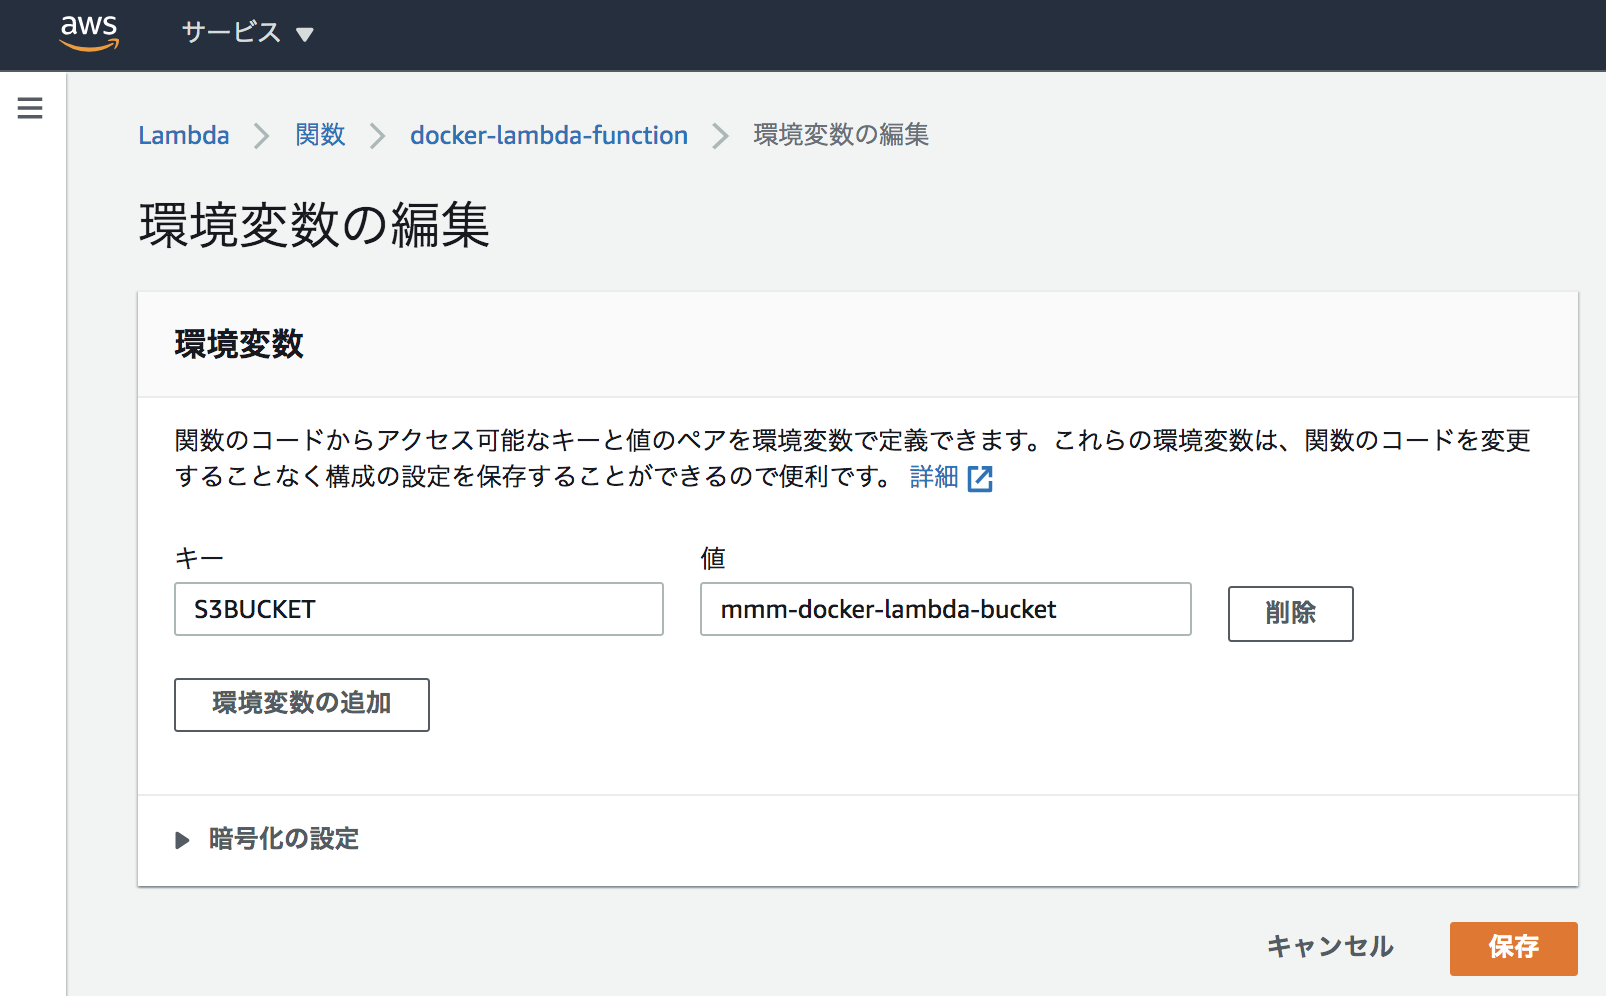 aws サービス
Lambda 関数 docker-lambda-function 環境変数の編集
環境変数の編集
環境変数
関数のコードからアクセス可能なキーと値のペアを環境変数で定義できます。これらの環境変数は、関数のコードを変更
することなく構成の設定を保存することができるので便利です。 詳細
キー 値
S3BUCKET mmm-docker-lambda-bucket 削除
環境変数の追加
暗号化の設定
キャンセル 保存